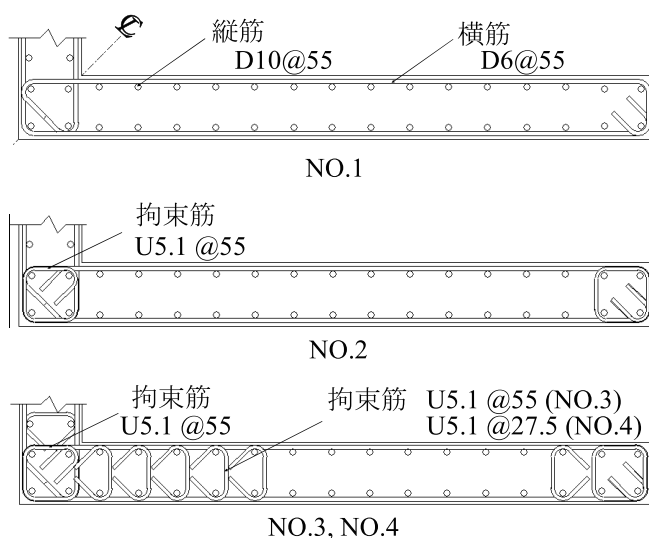 ℄
縦筋
D10@55
横筋
D6@55
NO.1
拘束筋
U5.1 @55
NO.2
拘束筋
U5.1 @55
拘束筋 U5.1 @55 (NO.3)
U5.1 @27.5 (NO.4)
NO.3, NO.4